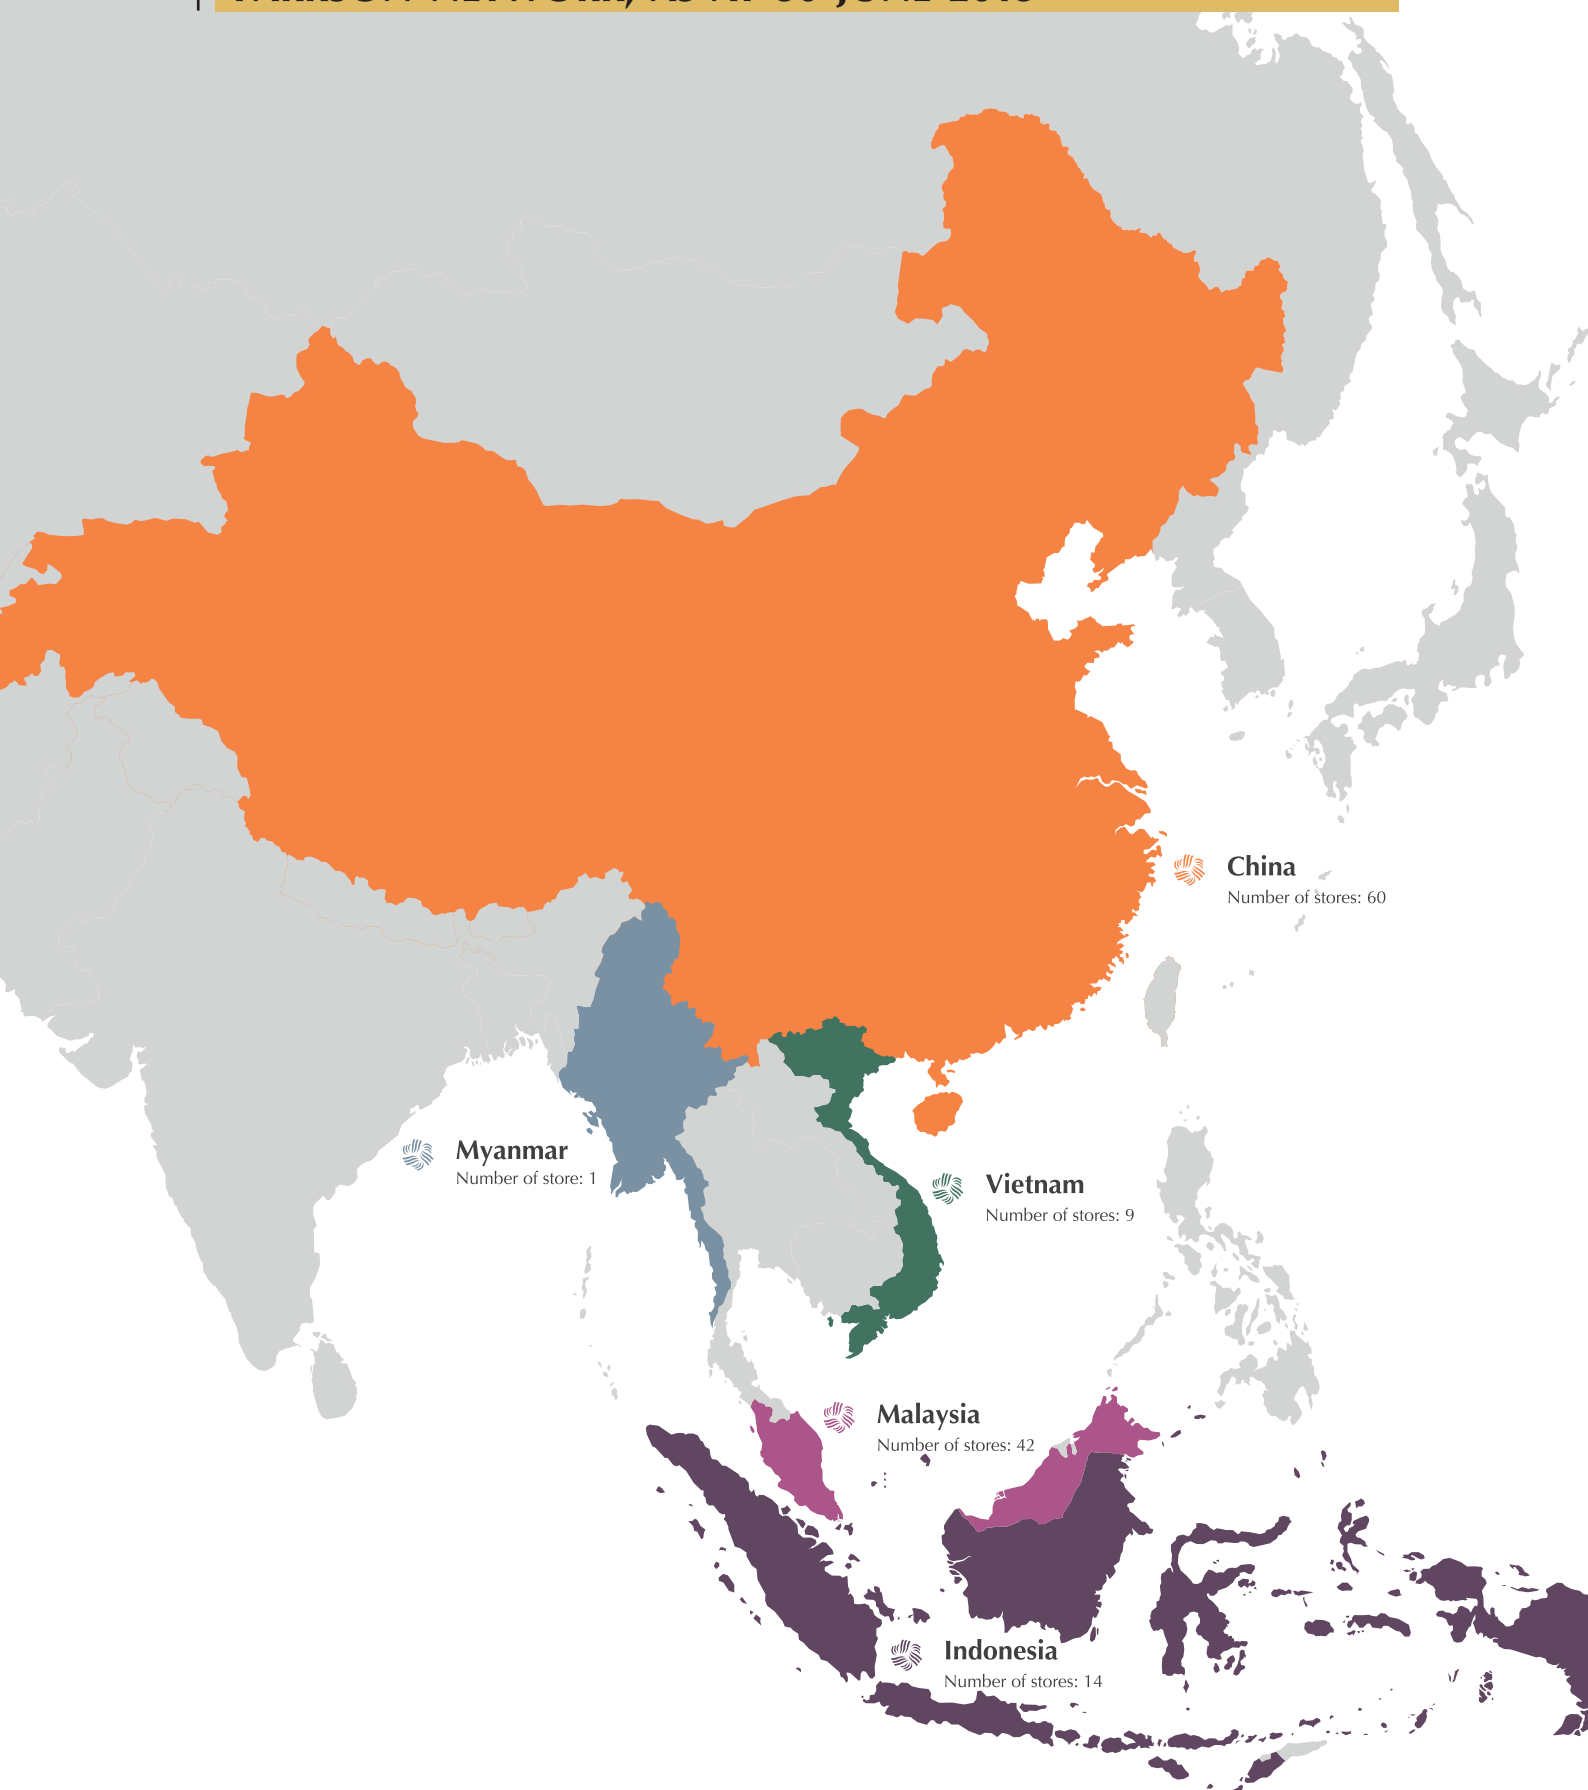 China
Number of stores: 60
Myanmar
Number of store: 1
Vietnam
Number of stores: 9
Malaysia
Number of stores: 42
Indonesia
Number of stores: 14